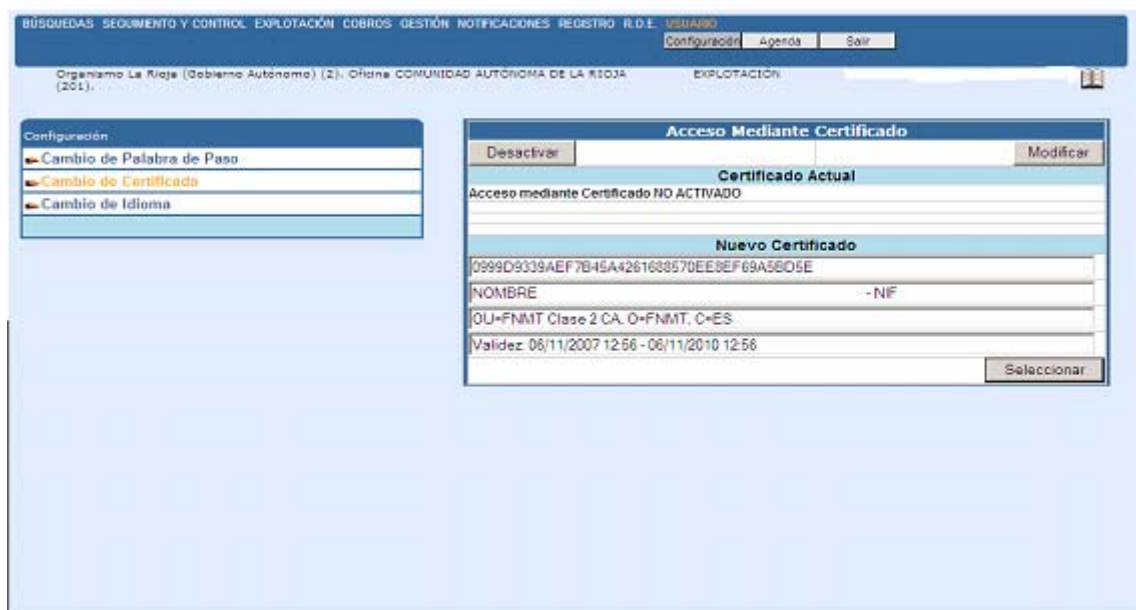 BÚSQUEDAS SEGUIMIENTO Y CONTROL EXPLOTACIÓN COBROS GESTIÓN NOTIFICACIONES REGISTRO R.O.E. USUARIO
Configuración Agenda Salir
Organismo La Rioja (Gobierno Autónomo) (2). Oficina COMUNIDAD AUTÓNOMA DE LA RIOJA (201). EXPLOTACIÓN
Configuración
Cambio de Palabra de Paso
Cambio de Certificado
Cambio de Idioma
Acceso Mediante Certificado
Desactivar Modificar
Certificado Actual
Acceso mediante Certificado NO ACTIVADO
Nuevo Certificado
0999D9339AEF7B45A4261688570EE8EF69A5BD5E
NOMBRE - NIF
OU=FNMT Clase 2 CA, O=FNMT, C=ES
Validez: 06/11/2007 12:56 - 06/11/2010 12:56
Seleccionar